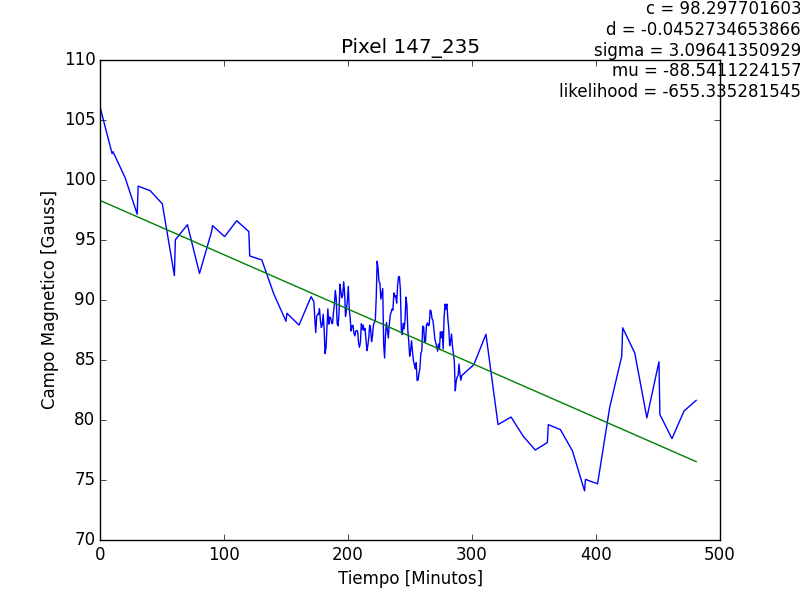 c = 98.297701603
d = -0.0452734653866
sigma = 3.09641350929
mu = -88.5411224157
likelihood = -655.335281545
Pixel 147_235
Campo Magnetico [Gauss]
110
105
100
95
90
85
80
75
70
0 100 200 300 400 500
Tiempo [Minutos]